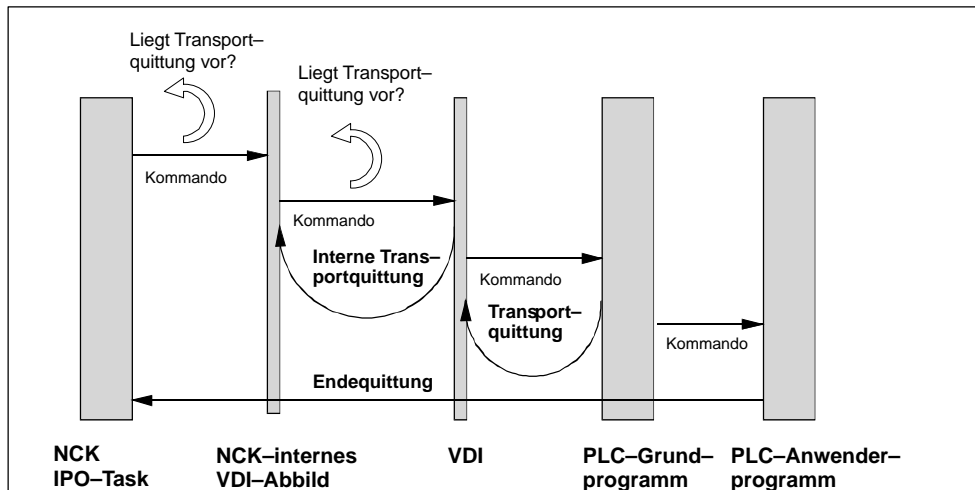 Liegt Transport–
quittung vor?
Liegt Transport–
quittung vor?
Kommando
Kommando
Interne Trans–
portquittung
Kommando
Transport–
quittung
Kommando
Endequittung
NCK
IPO–Task
NCK–internes
VDI–Abbild
VDI
PLC–Grund–
programm
PLC–Anwender–
programm